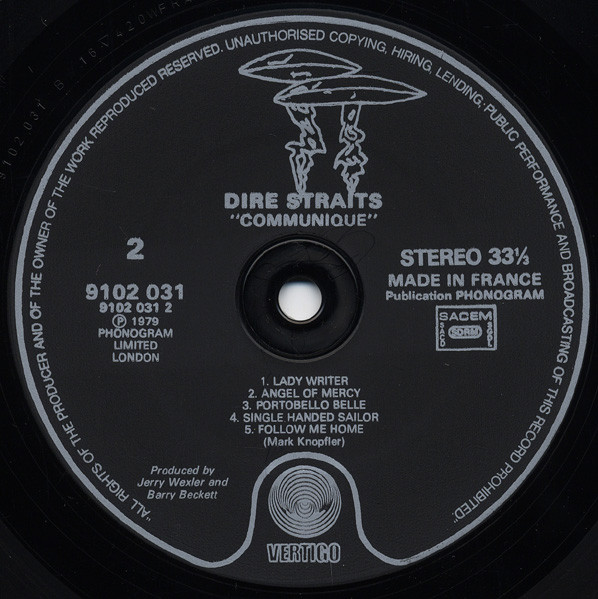 "ALL RIGHTS OF THE PRODUCER AND OF THE OWNER OF THE WORK REPRODUCED RESERVED. UNAUTHORISED COPYING, HIRING, LENDING, PUBLIC PERFORMANCE AND BROADCASTING OF THIS RECORD PROHIBITED."
DIRE STRAITS
"COMMUNIQUE"
2
9102 031
9102 031 2
℗ 1979
PHONOGRAM
LIMITED
LONDON
STEREO 33⅓
MADE IN FRANCE
Publication PHONOGRAM
SACEM
SACD SDRM SGDL
1. LADY WRITER
2. ANGEL OF MERCY
3. PORTOBELLO BELLE
4. SINGLE HANDED SAILOR
5. FOLLOW ME HOME
(Mark Knopfler)
Produced by
Jerry Wexler and
Barry Beckett
VERTIGO